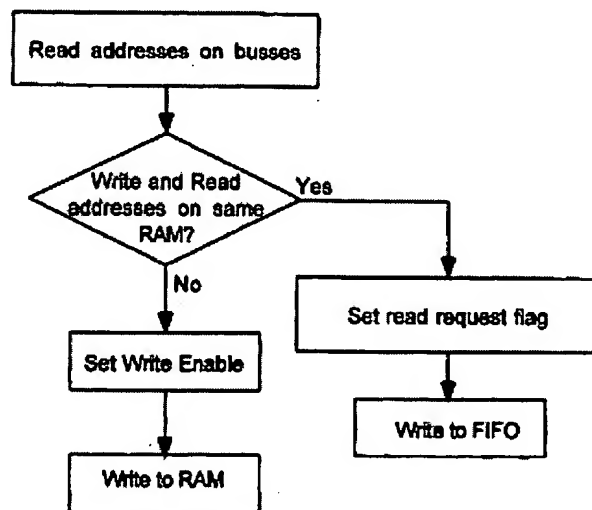 Read addresses on busses
Write and Read
addresses on same
RAM?
Yes
No
Set read request flag
Set Write Enable
Write to FIFO
Write to RAM